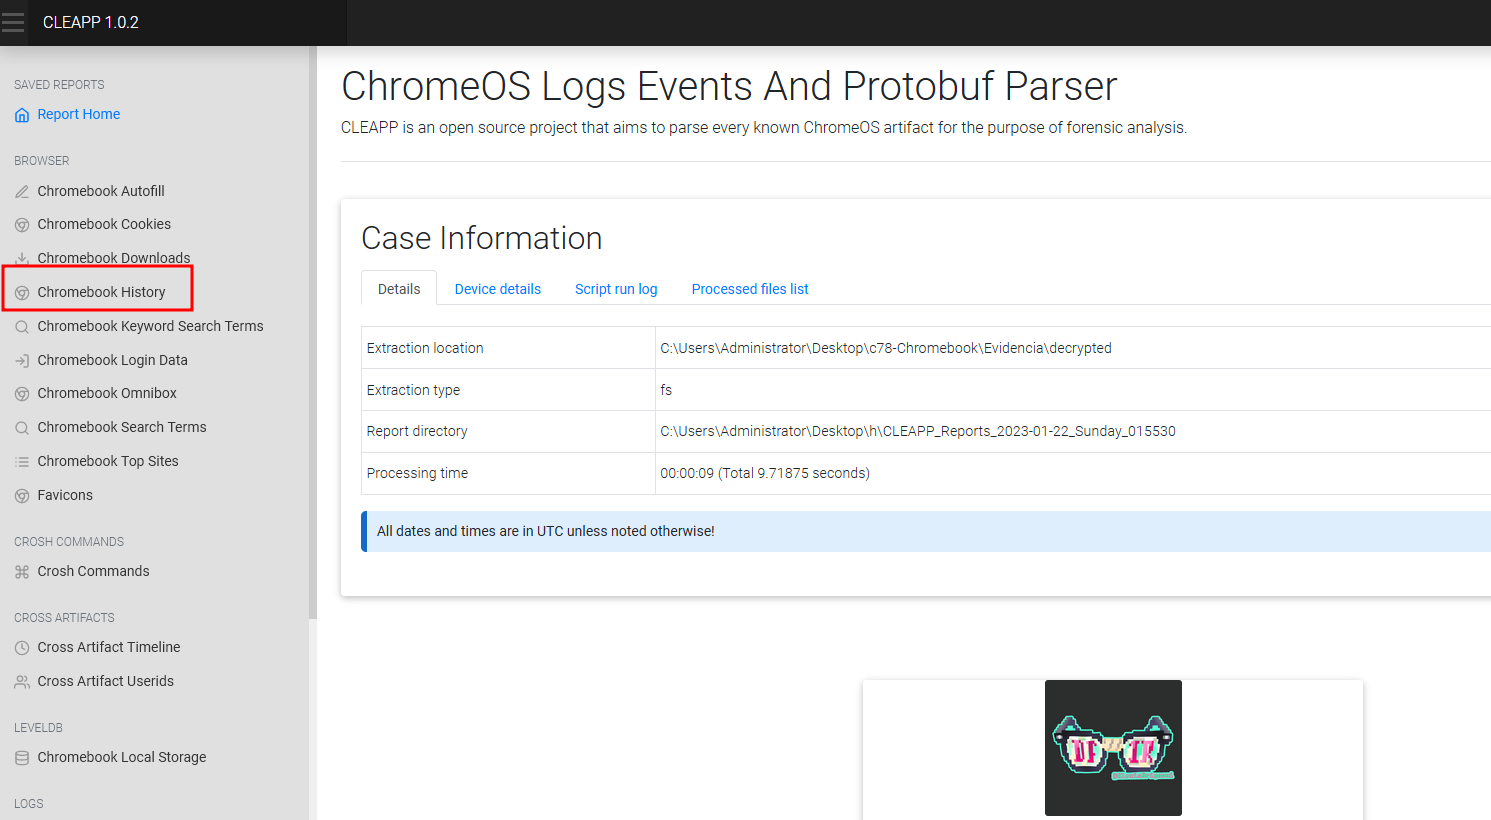 CLEAPP 1.0.2
SAVED REPORTS
Report Home
BROWSER
Chromebook Autofill
Chromebook Cookies
Chromebook Downloads
Chromebook History
Chromebook Keyword Search Terms
Chromebook Login Data
Chromebook Omnibox
Chromebook Search Terms
Chromebook Top Sites
Favicons
CROSH COMMANDS
Crosh Commands
CROSS ARTIFACTS
Cross Artifact Timeline
Cross Artifact Userids
LEVELDB
Chromebook Local Storage
LOGS
ChromeOS Logs Events And Protobuf Parser
CLEAPP is an open source project that aims to parse every known ChromeOS artifact for the purpose of forensic analysis.
Case Information
Details Device details Script run log Processed files list
Extraction location C:\Users\Administrator\Desktop\c78-Chromebook\Evidencia\decrypted
Extraction type fs
Report directory C:\Users\Administrator\Desktop\h\CLEAPP_Reports_2023-01-22_Sunday_015530
Processing time 00:00:09 (Total 9.71875 seconds)
All dates and times are in UTC unless noted otherwise!
DF IR